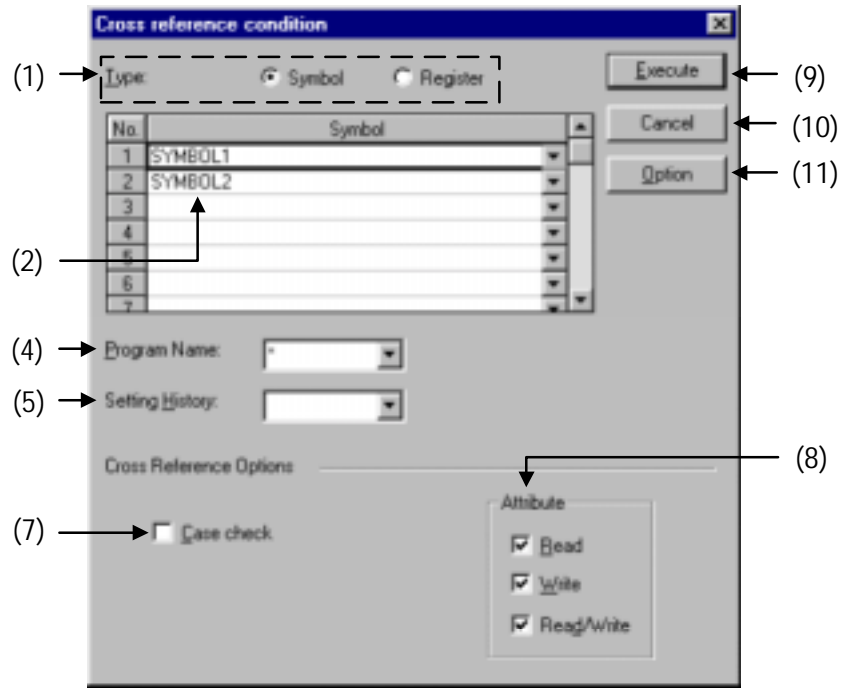 Cross reference condition
(1) Type: Symbol Register Execute (9)
No. Symbol Cancel (10)
1 SYMBOL1
2 SYMBOL2 Option (11)
3
4
(2) 5
6
7
(4) Program Name: *
(5) Setting History:
Cross Reference Options (8)
Attribute
(7) Case check Read
Write
Read/Write